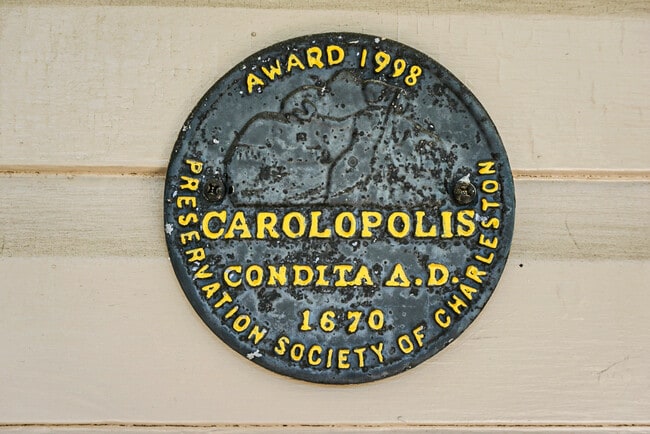 AWARD 1998
CAROLOPOLIS
CONDITA A.D.
1670
PRESERVATION SOCIETY OF CHARLESTON